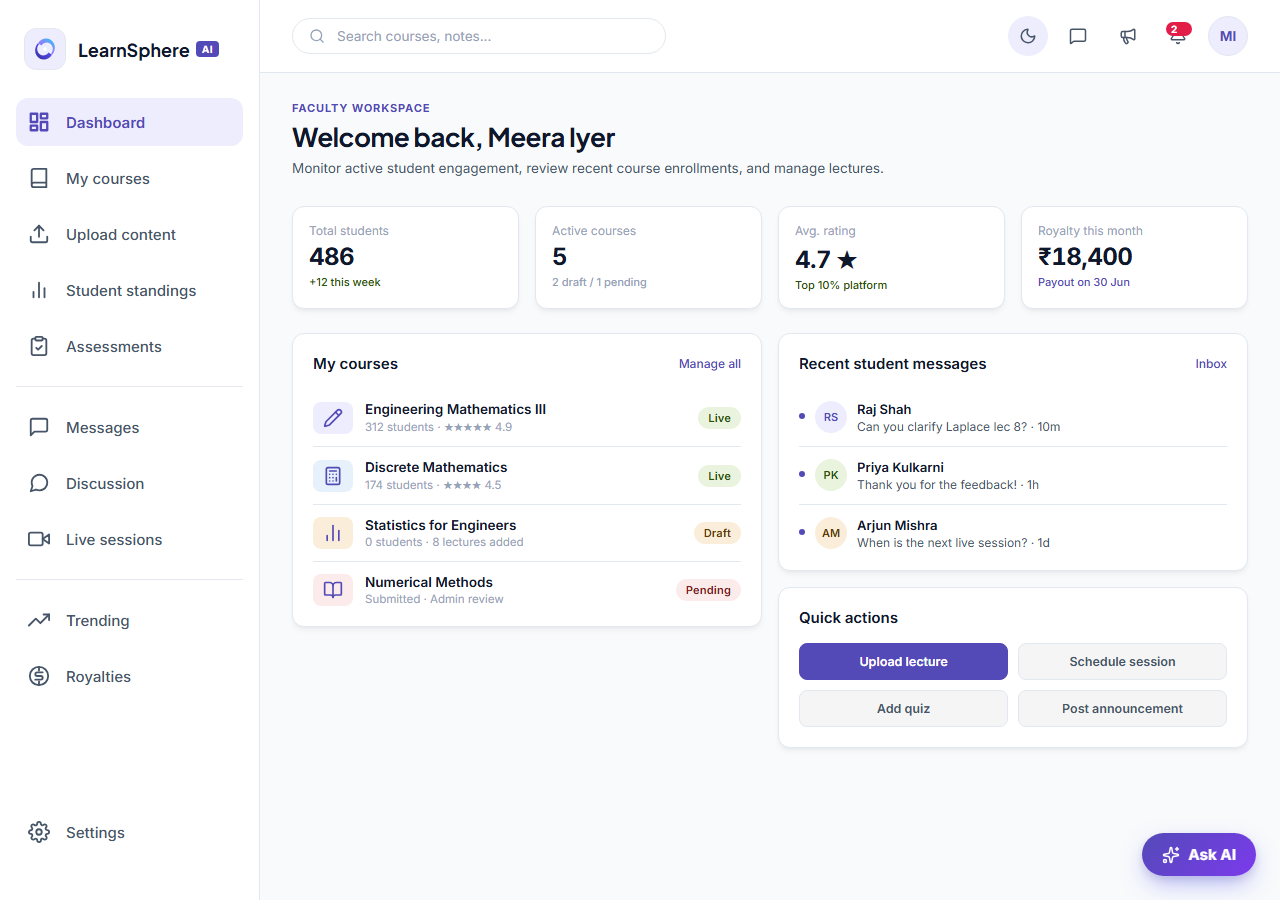 LearnSphere AI
Dashboard
My courses
Upload content
Student standings
Assessments
Messages
Discussion
Live sessions
Trending
Royalties
Settings
Search courses, notes...
2
MI
FACULTY WORKSPACE
Welcome back, Meera Iyer
Monitor active student engagement, review recent course enrollments, and manage lectures.
Total students
486
+12 this week
Active courses
5
2 draft / 1 pending
Avg. rating
4.7 ★
Top 10% platform
Royalty this month
₹18,400
Payout on 30 Jun
My courses
Manage all
Engineering Mathematics III
312 students · ★★★★★ 4.9
Live
Discrete Mathematics
174 students · ★★★★ 4.5
Live
Statistics for Engineers
0 students · 8 lectures added
Draft
Numerical Methods
Submitted · Admin review
Pending
Recent student messages
Inbox
RS
Raj Shah
Can you clarify Laplace lec 8? · 10m
PK
Priya Kulkarni
Thank you for the feedback! · 1h
AM
Arjun Mishra
When is the next live session? · 1d
Quick actions
Upload lecture
Schedule session
Add quiz
Post announcement
Ask AI